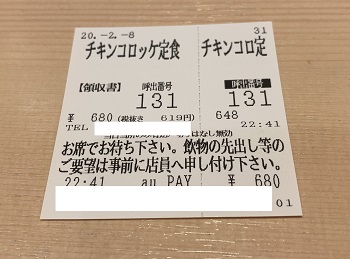 20.-2.-8
31
チキンコロッケ定食
チキンコロ定
【領収書】
呼出番号
131
呼出番号
131
¥ 680 (税抜き 619円)
648
TEL
22:41
お席でお待ち下さい。飲物の先出し等の
ご要望は事前に店員へ申し付け下さい。
22:41 au PAY ¥ 680
01